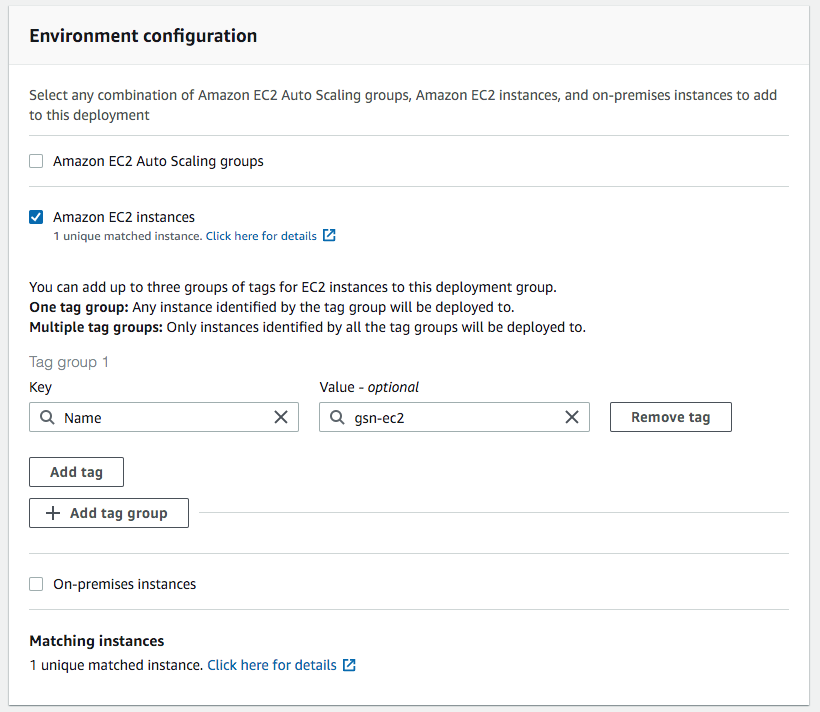 Environment configuration
Select any combination of Amazon EC2 Auto Scaling groups, Amazon EC2 instances, and on-premises instances to add
to this deployment
Amazon EC2 Auto Scaling groups
Amazon EC2 instances
1 unique matched instance. Click here for details
You can add up to three groups of tags for EC2 instances to this deployment group.
One tag group: Any instance identified by the tag group will be deployed to.
Multiple tag groups: Only instances identified by all the tag groups will be deployed to.
Tag group 1
Key Value - optional
Name gsn-ec2 Remove tag
Add tag
Add tag group
On-premises instances
Matching instances
1 unique matched instance. Click here for details